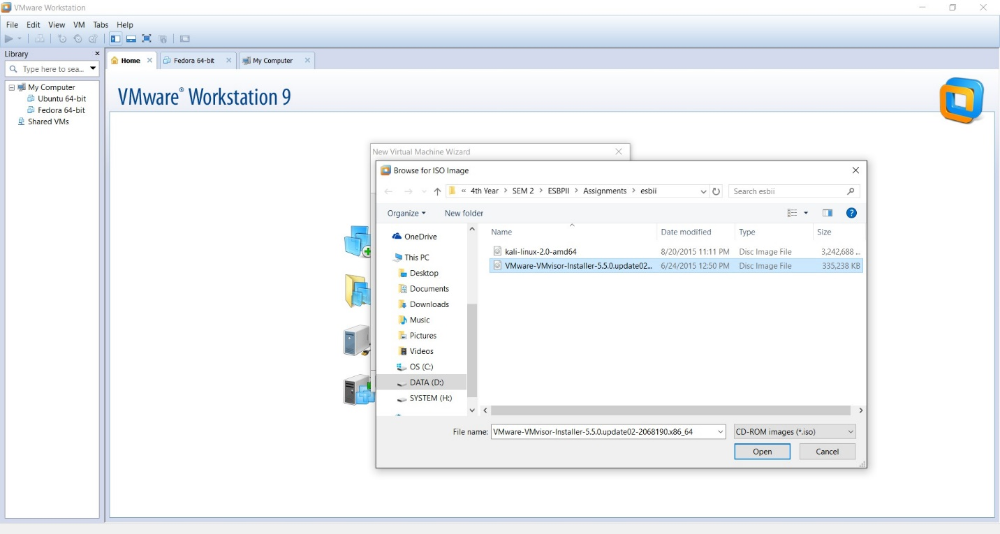 VMware Workstation
File Edit View VM Tabs Help
Library
Type here to sea...
My Computer
Ubuntu 64-bit
Fedora 64-bit
Shared VMs
Home
Fedora 64-bit
My Computer
VMware® Workstation 9
New Virtual Machine Wizard
Browse for ISO Image
« 4th Year > SEM 2 > ESBPII > Assignments > esbii
Search esbii
Organize
New folder
Name Date modified Type Size
kali-linux-2.0-amd64 8/20/2015 11:11 PM Disc Image File 3,242,688 ...
VMware-VMvisor-Installer-5.5.0.update02... 6/24/2015 12:50 PM Disc Image File 335,238 KB
OneDrive
This PC
Desktop
Documents
Downloads
Music
Pictures
Videos
OS (C:)
DATA (D:)
SYSTEM (H:)
File name: VMware-VMvisor-Installer-5.5.0.update02-2068190.x86_64
CD-ROM images (*.iso)
Open
Cancel